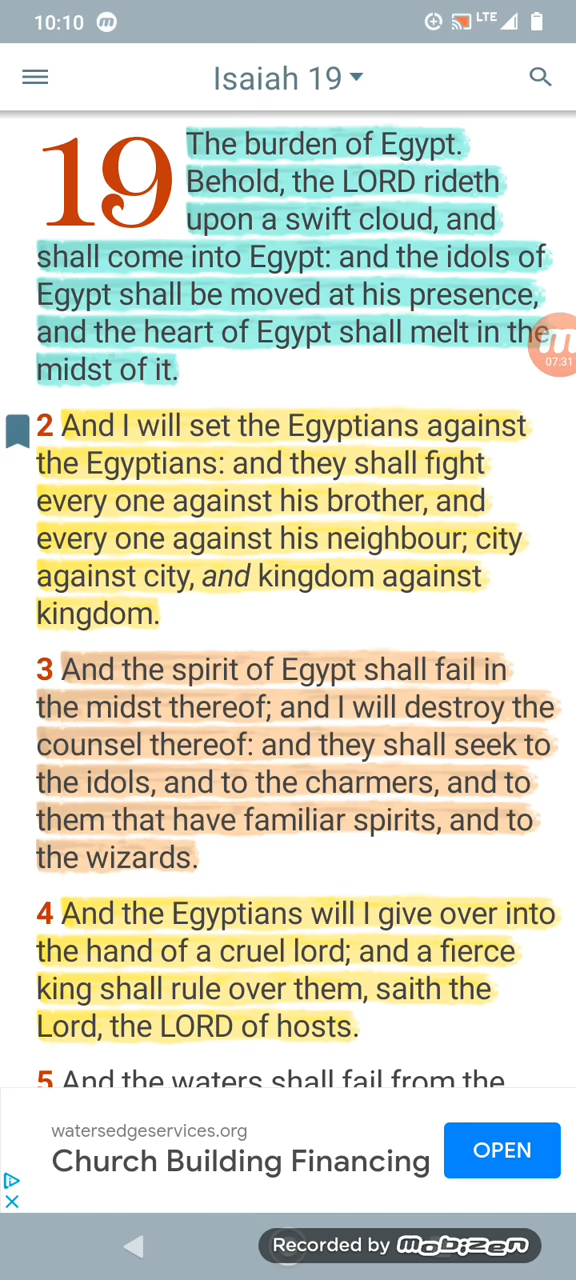 10:10
LTE
Isaiah 19
19 The burden of Egypt.
Behold, the LORD rideth
upon a swift cloud, and
shall come into Egypt: and the idols of
Egypt shall be moved at his presence,
and the heart of Egypt shall melt in the
midst of it.
07:31
2 And I will set the Egyptians against
the Egyptians: and they shall fight
every one against his brother, and
every one against his neighbour; city
against city, and kingdom against
kingdom.
3 And the spirit of Egypt shall fail in
the midst thereof; and I will destroy the
counsel thereof: and they shall seek to
the idols, and to the charmers, and to
them that have familiar spirits, and to
the wizards.
4 And the Egyptians will I give over into
the hand of a cruel lord; and a fierce
king shall rule over them, saith the
Lord, the LORD of hosts.
5 And the waters shall fail from the
watersedgeservices.org
Church Building Financing
OPEN
Recorded by mobizen